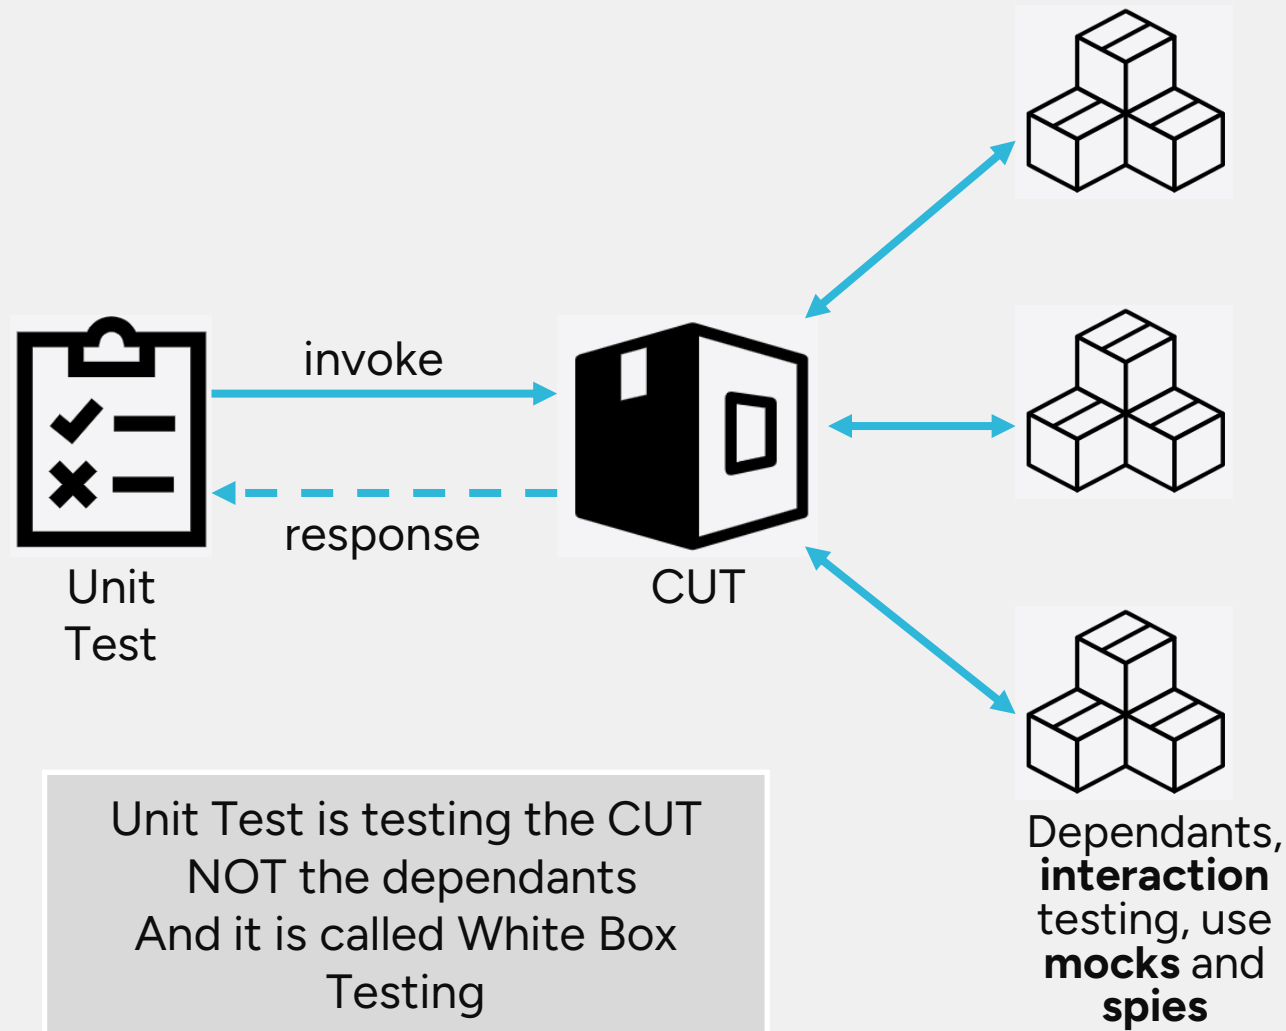 invoke
response
Unit
Test
CUT
Unit Test is testing the CUT
NOT the dependants
And it is called White Box
Testing
Dependants,
interaction
testing, use
mocks and
spies